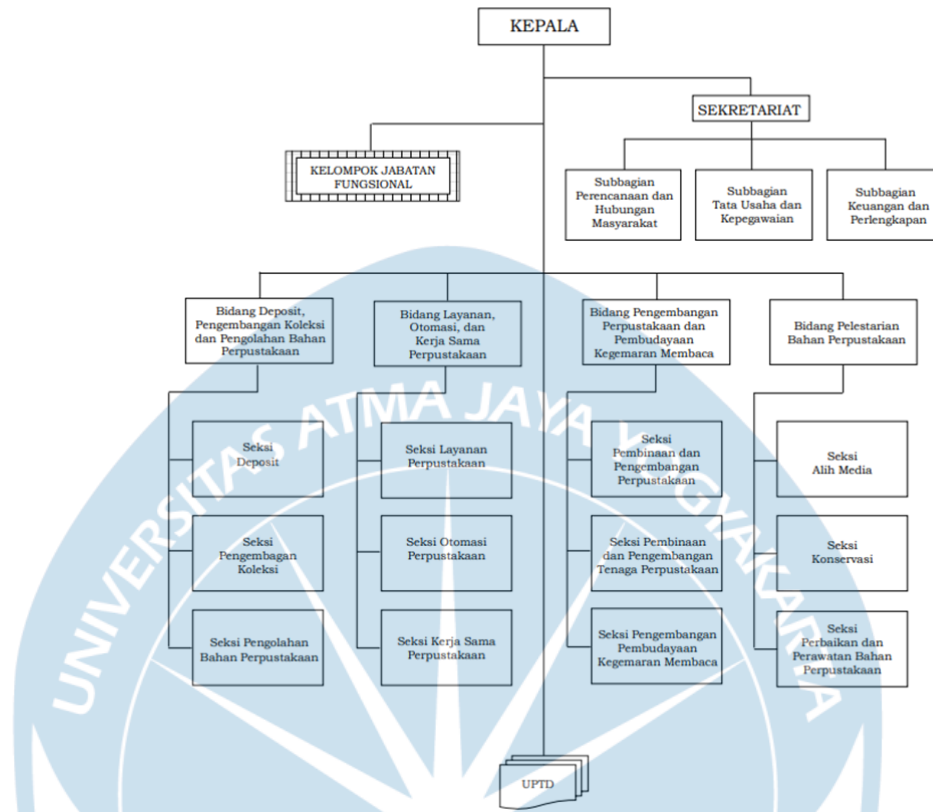 KEPALA
SEKRETARIAT
KELOMPOK JABATAN
FUNGSIONAL
Subbagian
Perencanaan dan
Hubungan
Masyarakat
Subbagian
Tata Usaha dan
Kepegawaian
Subbagian
Keuangan dan
Perlengkapan
Bidang Deposit,
Pengembangan Koleksi
dan Pengolahan Bahan
Perpustakaan
Bidang Layanan,
Otomasi, dan
Kerja Sama
Perpustakaan
Bidang Pengembangan
Perpustakaan dan
Pembudayaan
Kegemaran Membaca
Bidang Pelestarian
Bahan Perpustakaan
UNIVERSITAS ATMA JAYA YOGYAKARTA
Seksi
Deposit
Seksi Layanan
Perpustakaan
Seksi
Pembinaan dan
Pengembangan
Perpustakaan
Seksi
Alih Media
Seksi
Pengembagan
Koleksi
Seksi Otomasi
Perpustakaan
Seksi Pembinaan
dan Pengembangan
Tenaga Perpustakaan
Seksi
Konservasi
Seksi Pengolahan
Bahan Perpustakaan
Seksi Kerja Sama
Perpustakaan
Seksi Pengembangan
Pembudayaan
Kegemaran Membaca
Seksi
Perbaikan dan
Perawatan Bahan
Perpustakaan
UPTD